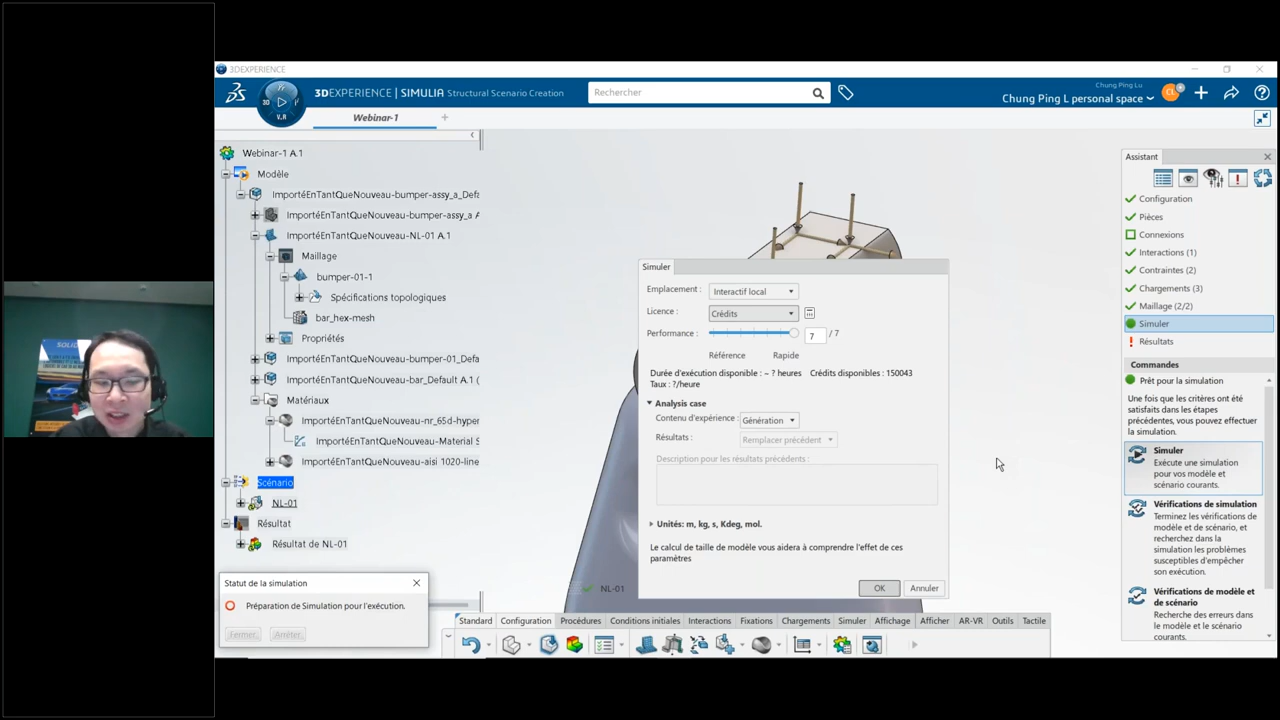 3DEXPERIENCE
3DEXPERIENCE | SIMULIA Structural Scenario Creation
Rechercher
Chung Ping Lu
Chung Ping L personal space
3D
V.R
Webinar-1
+
Webinar-1 A.1
Modèle
ImportéEnTantQueNouveau-bumper-assy_a_Defa
ImportéEnTantQueNouveau-bumper-assy_a A
ImportéEnTantQueNouveau-NL-01 A.1
Maillage
bumper-01-1
Spécifications topologiques
bar_hex-mesh
Propriétés
ImportéEnTantQueNouveau-bumper-01_Defa
ImportéEnTantQueNouveau-bar_Default A.1 (
Matériaux
ImportéEnTantQueNouveau-nr_65d-hyper
ImportéEnTantQueNouveau-Material S
ImportéEnTantQueNouveau-aisi 1020-line
Scénario
NL-01
Résultat
Résultat de NL-01
Statut de la simulation
Préparation de Simulation pour l'exécution.
Fermer
Arrêter
SOLID
Simuler
Emplacement : Interactif local
Licence : Crédits
Performance : 7 / 7
Référence Rapide
Durée d'exécution disponible : ~ ? heures Crédits disponibles : 150043
Taux : ?/heure
Analysis case
Contenu d'expérience : Génération
Résultats : Remplacer précédent
Description pour les résultats précédents :
Unités: m, kg, s, Kdeg, mol.
Le calcul de taille de modèle vous aidera à comprendre l'effet de ces
paramètres
OK Annuler
NL-01
Standard Configuration Procédures Conditions initiales Interactions Fixations Chargements Simuler Affichage Afficher AR-VR Outils Tactile
Assistant
Configuration
Pièces
Connexions
Interactions (1)
Contraintes (2)
Chargements (3)
Maillage (2/2)
Simuler
Résultats
Commandes
Prêt pour la simulation
Une fois que les critères ont été
satisfaits dans les étapes
précédentes, vous pouvez effectuer
la simulation.
Simuler
Exécute une simulation
pour vos modèle et
scénario courants.
Vérifications de simulation
Terminez les vérifications de
modèle et de scénario, et
recherchez dans la
simulation les problèmes
susceptibles d'empêcher
son exécution.
Vérifications de modèle et
de scénario
Recherche des erreurs dans
le modèle et le scénario
courants.